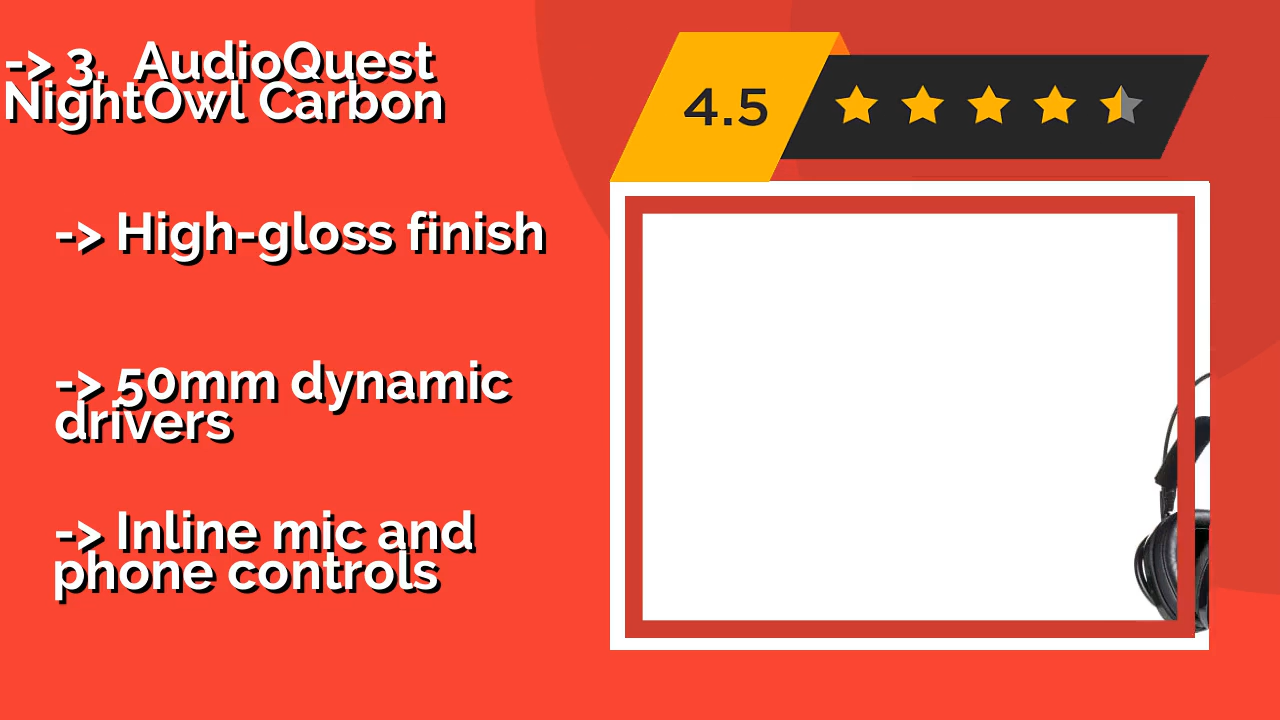 -> 3.  AudioQuest
NightOwl Carbon
4.5
-> High-gloss finish
-> 50mm dynamic
drivers
-> Inline mic and
phone controls